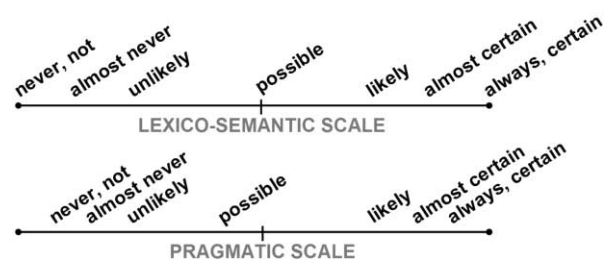 never, not
almost never
unlikely
possible
likely
almost certain
always, certain
LEXICO-SEMANTIC SCALE
never, not
almost never
unlikely
possible
likely
almost certain
always, certain
PRAGMATIC SCALE